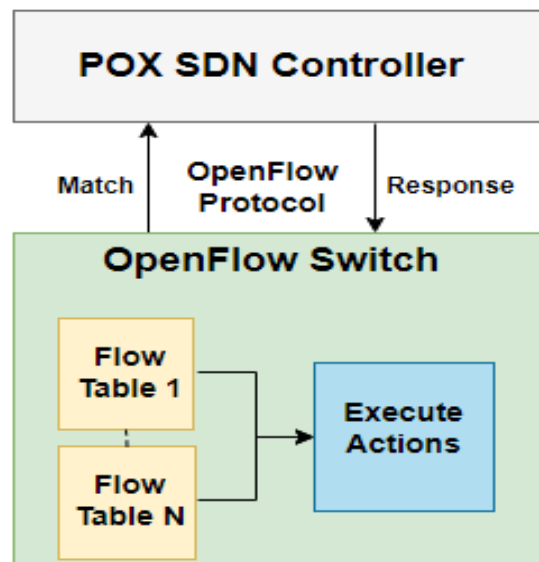 POX SDN Controller
Match
OpenFlow
Protocol
Response
OpenFlow Switch
Flow
Table 1
Execute
Actions
Flow
Table N